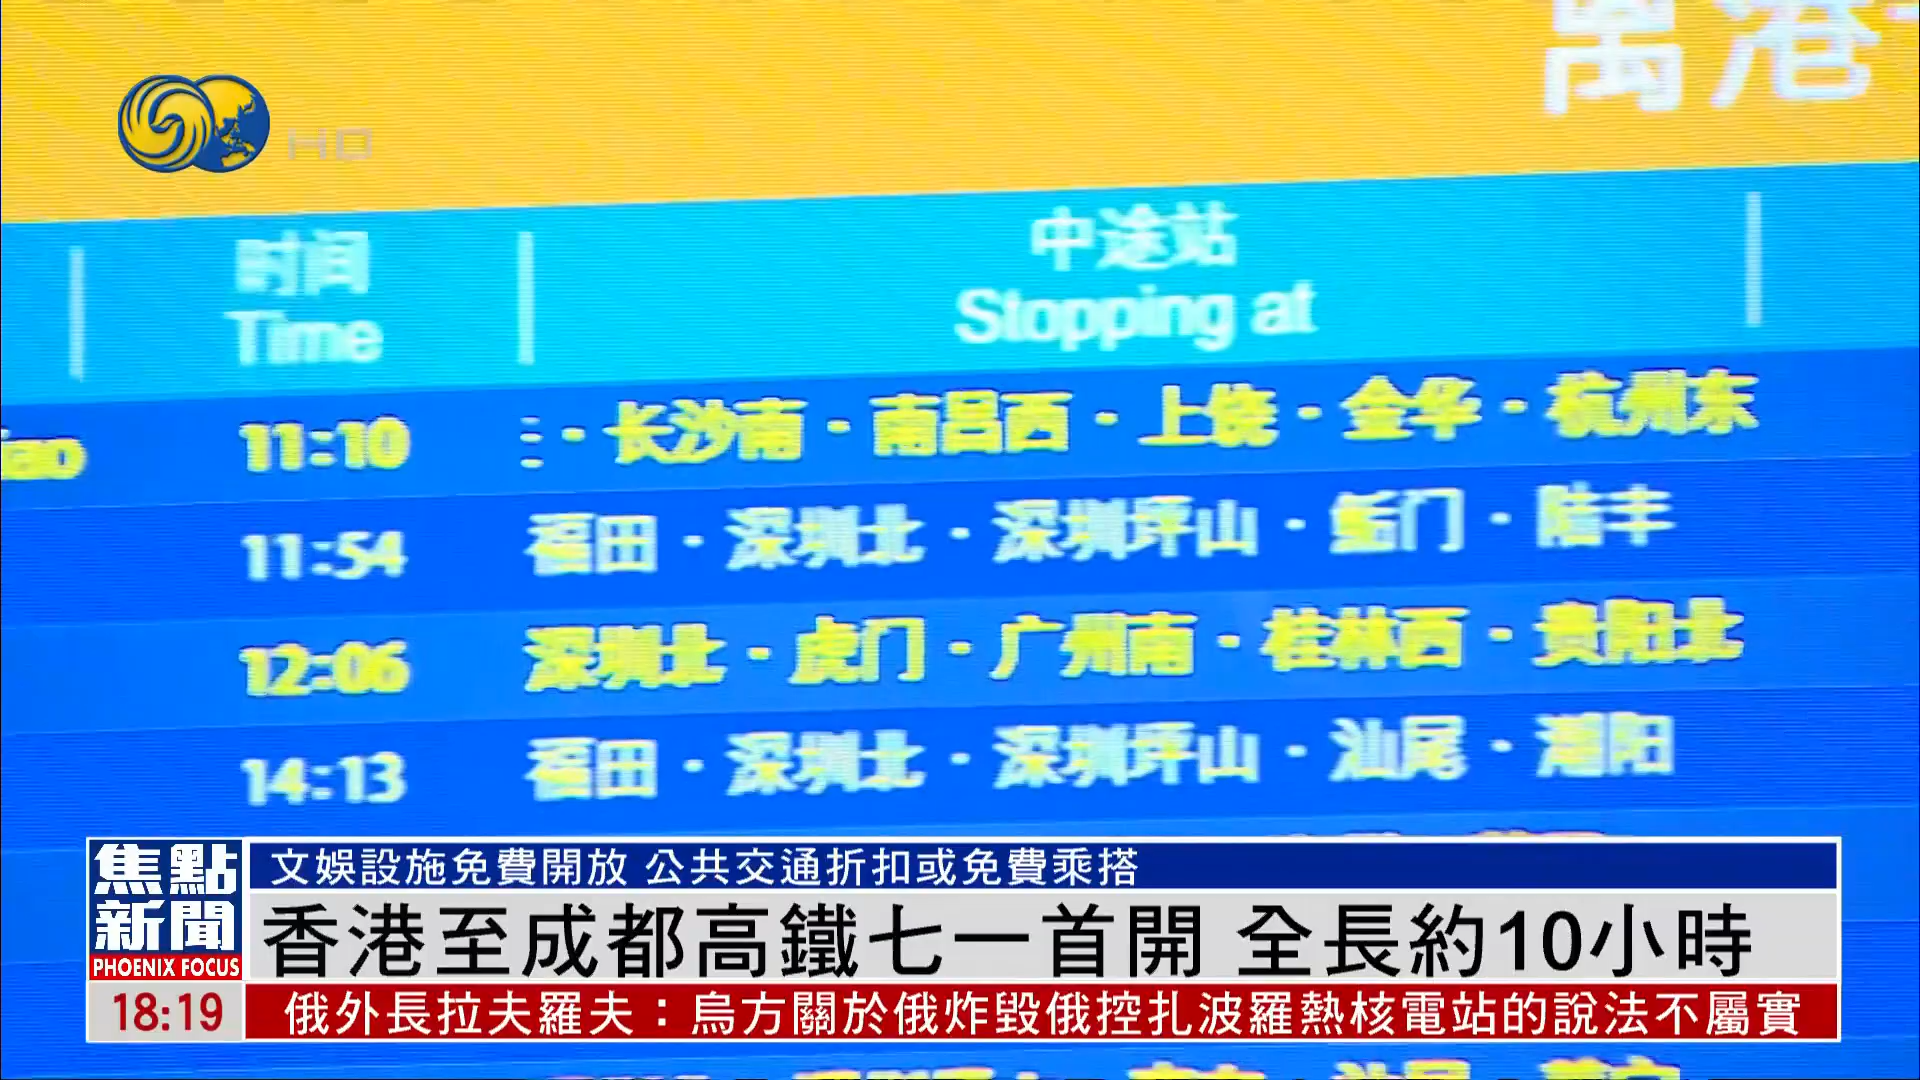 离港
HD
时间
中途站
Time
Stopping at
11:10 · 长沙南 · 南昌西 · 上饶 · 金华 · 杭州东
11:54 福田 · 深圳北 · 深圳坪山 · 鲘门 · 陆丰
12:06 深圳北 · 虎门 · 广州南 · 桂林西 · 贵阳北
14:13 福田 · 深圳北 · 深圳坪山 · 汕尾 · 潮阳
焦點
新聞
PHOENIX FOCUS
文娛設施免費開放 公共交通折扣或免費乘搭
香港至成都高鐵七一首開 全長約10小時
18:19
俄外長拉夫羅夫：烏方關於俄炸毀俄控扎波羅熱核電站的說法不屬實